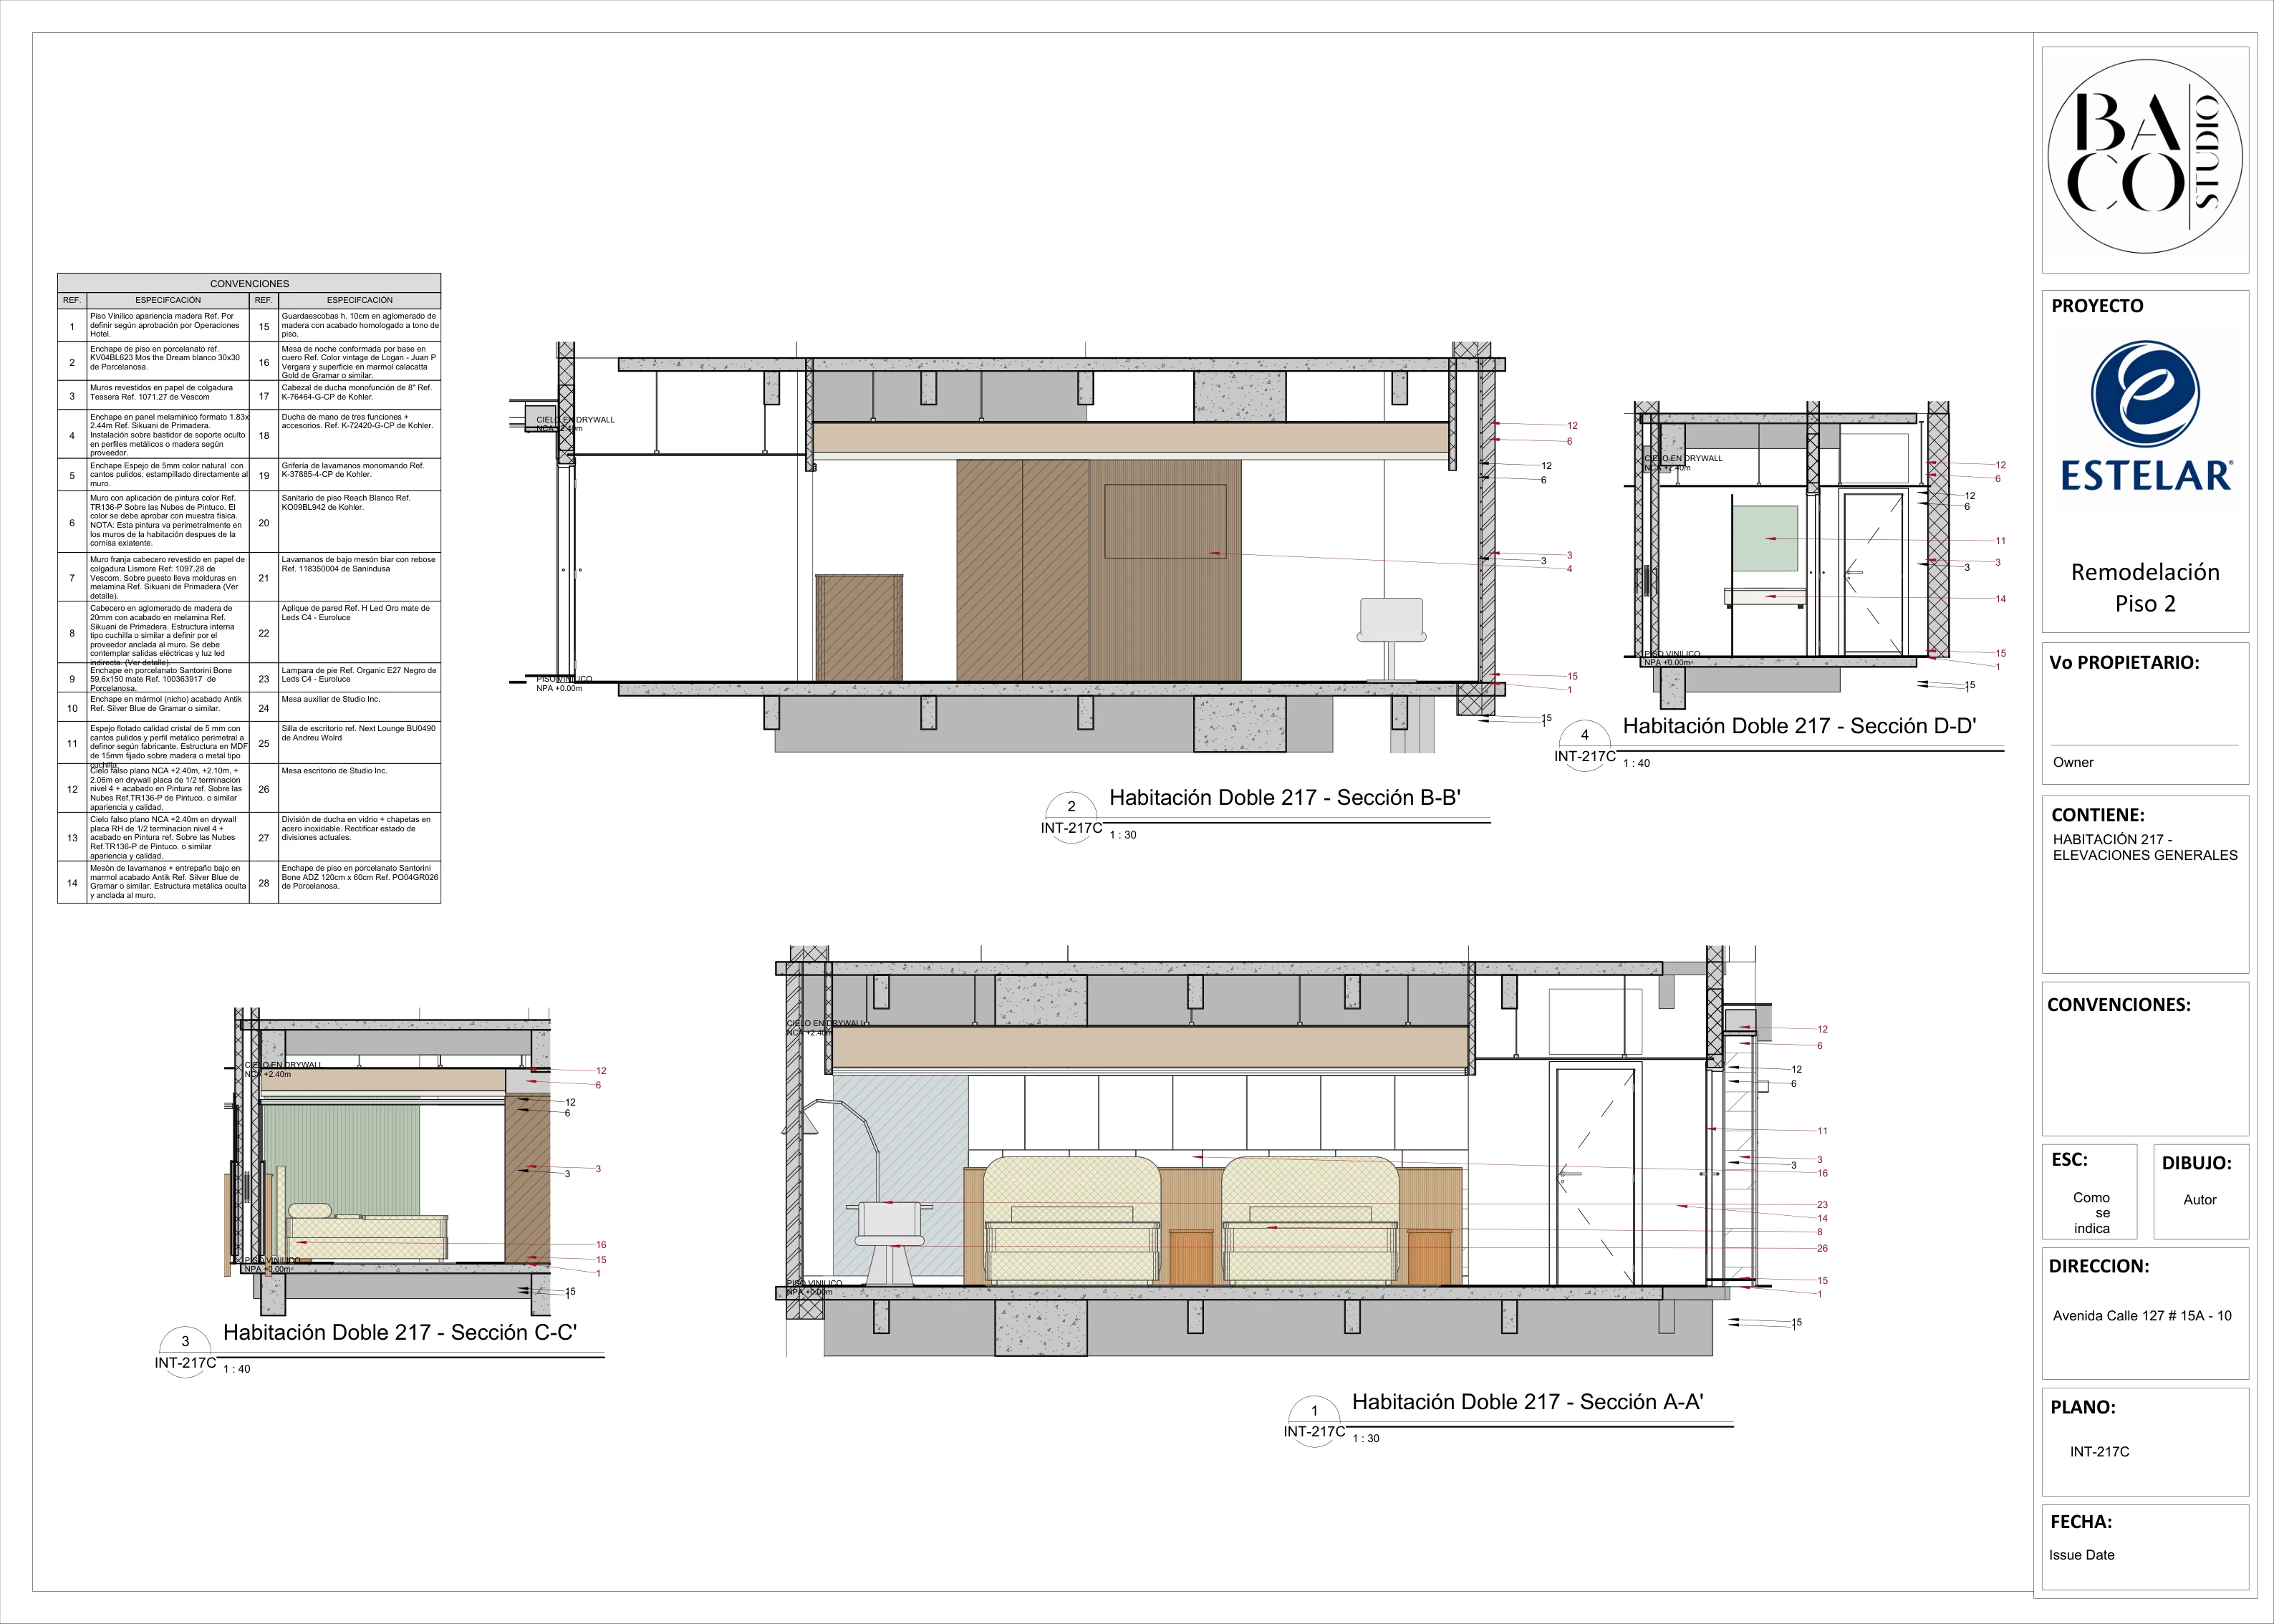 CONVENCIONES
REF.
ESPECIFCACIÓN
REF.
ESPECIFCACIÓN
1
Piso Vinilico apariencia madera Ref. Por
definir según aprobación por Operaciones
Hotel.
15
Guardaescobas h. 10cm en aglomerado de
madera con acabado homologado a tono de
piso.
2
Enchape de piso en porcelanato ref.
KV04BL623 Mos the Dream blanco 30x30
de Porcelanosa.
16
Mesa de noche conformada por base en
cuero Ref. Color vintage de Logan - Juan P
Vergara y superficie en marmol calacatta
Gold de Gramar o similar.
3
Muros revestidos en papel de colgadura
Tessera Ref. 1071.27 de Vescom
17
Cabezal de ducha monofunción de 8" Ref.
K-76464-G-CP de Kohler.
4
Enchape en panel melaminico formato 1.83x
2.44m Ref. Sikuani de Primadera.
Instalación sobre bastidor de soporte oculto
en perfiles metálicos o madera según
proveedor.
18
Ducha de mano de tres funciones +
accesorios. Ref. K-72420-G-CP de Kohler.
5
Enchape Espejo de 5mm color natural con
cantos pulidos, estampillado directamente al
muro.
19
Grifería de lavamanos monomando Ref.
K-37885-4-CP de Kohler.
6
Muro con aplicación de pintura color Ref.
TR136-P Sobre las Nubes de Pintuco. El
color se debe aprobar con muestra física.
NOTA: Esta pintura va perimetralmente en
los muros de la habitación despues de la
cornisa exiatente.
20
Sanitario de piso Reach Blanco Ref.
KO09BL942 de Kohler.
7
Muro franja cabecero revestido en papel de
colgadura Lismore Ref: 1097.28 de
Vescom. Sobre puesto lleva molduras en
melamina Ref. Sikuani de Primadera (Ver
detalle).
21
Lavamanos de bajo mesón biar con rebose
Ref. 118350004 de Sanindusa
8
Cabecero en aglomerado de madera de
20mm con acabado en melamina Ref.
Sikuani de Primadera. Estructura interna
tipo cuchilla o similar a definir por el
proveedor anclada al muro. Se debe
contemplar salidas eléctricas y luz led
indirecta. (Ver detalle).
22
Aplique de pared Ref. H Led Oro mate de
Leds C4 - Euroluce
9
Enchape en porcelanato Santorini Bone
59,6x150 mate Ref. 100363917 de
Porcelanosa.
23
Lampara de pie Ref. Organic E27 Negro de
Leds C4 - Euroluce
10
Enchape en mármol (nicho) acabado Antik
Ref. Silver Blue de Gramar o similar.
24
Mesa auxiliar de Studio Inc.
11
Espejo flotado calidad cristal de 5 mm con
cantos pulidos y perfil metálico perimetral a
definor según fabricante. Estructura en MDF
de 15mm fijado sobre madera o metal tipo
cuchilla.
25
Silla de escritorio ref. Next Lounge BU0490
de Andreu Wolrd
12
Cielo falso plano NCA +2.40m, +2.10m, +
2.06m en drywall placa de 1/2 terminacion
nivel 4 + acabado en Pintura ref. Sobre las
Nubes Ref.TR136-P de Pintuco. o similar
apariencia y calidad.
26
Mesa escritorio de Studio Inc.
13
Cielo falso plano NCA +2.40m en drywall
placa RH de 1/2 terminacion nivel 4 +
acabado en Pintura ref. Sobre las Nubes
Ref.TR136-P de Pintuco. o similar
apariencia y calidad.
27
División de ducha en vidrio + chapetas en
acero inoxidable. Rectificar estado de
divisiones actuales.
14
Mesón de lavamanos + entrepaño bajo en
marmol acabado Antik Ref. Silver Blue de
Gramar o similar. Estructura metálica oculta
y anclada al muro.
28
Enchape de piso en porcelanato Santorini
Bone ADZ 120cm x 60cm Ref. PO04GR026
de Porcelanosa.
CIELO EN DRYWALL
NCA +2.40m
PISO VINILICO
NPA +0.00m
12
6
12
6
3
3
4
15
1
15
1
2
INT-217C
Habitación Doble 217 - Sección B-B'
1 : 30
CIELO EN DRYWALL
NCA +2.40m
PISO VINILICO
NPA +0.00m
12
6
12
6
11
3
3
14
15
1
15
1
4
INT-217C
Habitación Doble 217 - Sección D-D'
1 : 40
CIELO EN DRYWALL
NCA +2.40m
PISO VINILICO
NPA +0.00m
12
6
12
6
3
3
16
15
1
15
1
3
INT-217C
Habitación Doble 217 - Sección C-C'
1 : 40
CIELO EN DRYWALL
NCA +2.40m
PISO VINILICO
NPA +0.00m
12
6
12
6
11
3
3
16
23
14
8
26
15
1
15
1
1
INT-217C
Habitación Doble 217 - Sección A-A'
1 : 30
BACO
STUDIO
PROYECTO
ESTELAR®
Remodelación
Piso 2
Vo PROPIETARIO:
Owner
CONTIENE:
HABITACIÓN 217 -
ELEVACIONES GENERALES
CONVENCIONES:
ESC:
Como
se
indica
DIBUJO:
Autor
DIRECCION:
Avenida Calle 127 # 15A - 10
PLANO:
INT-217C
FECHA:
Issue Date